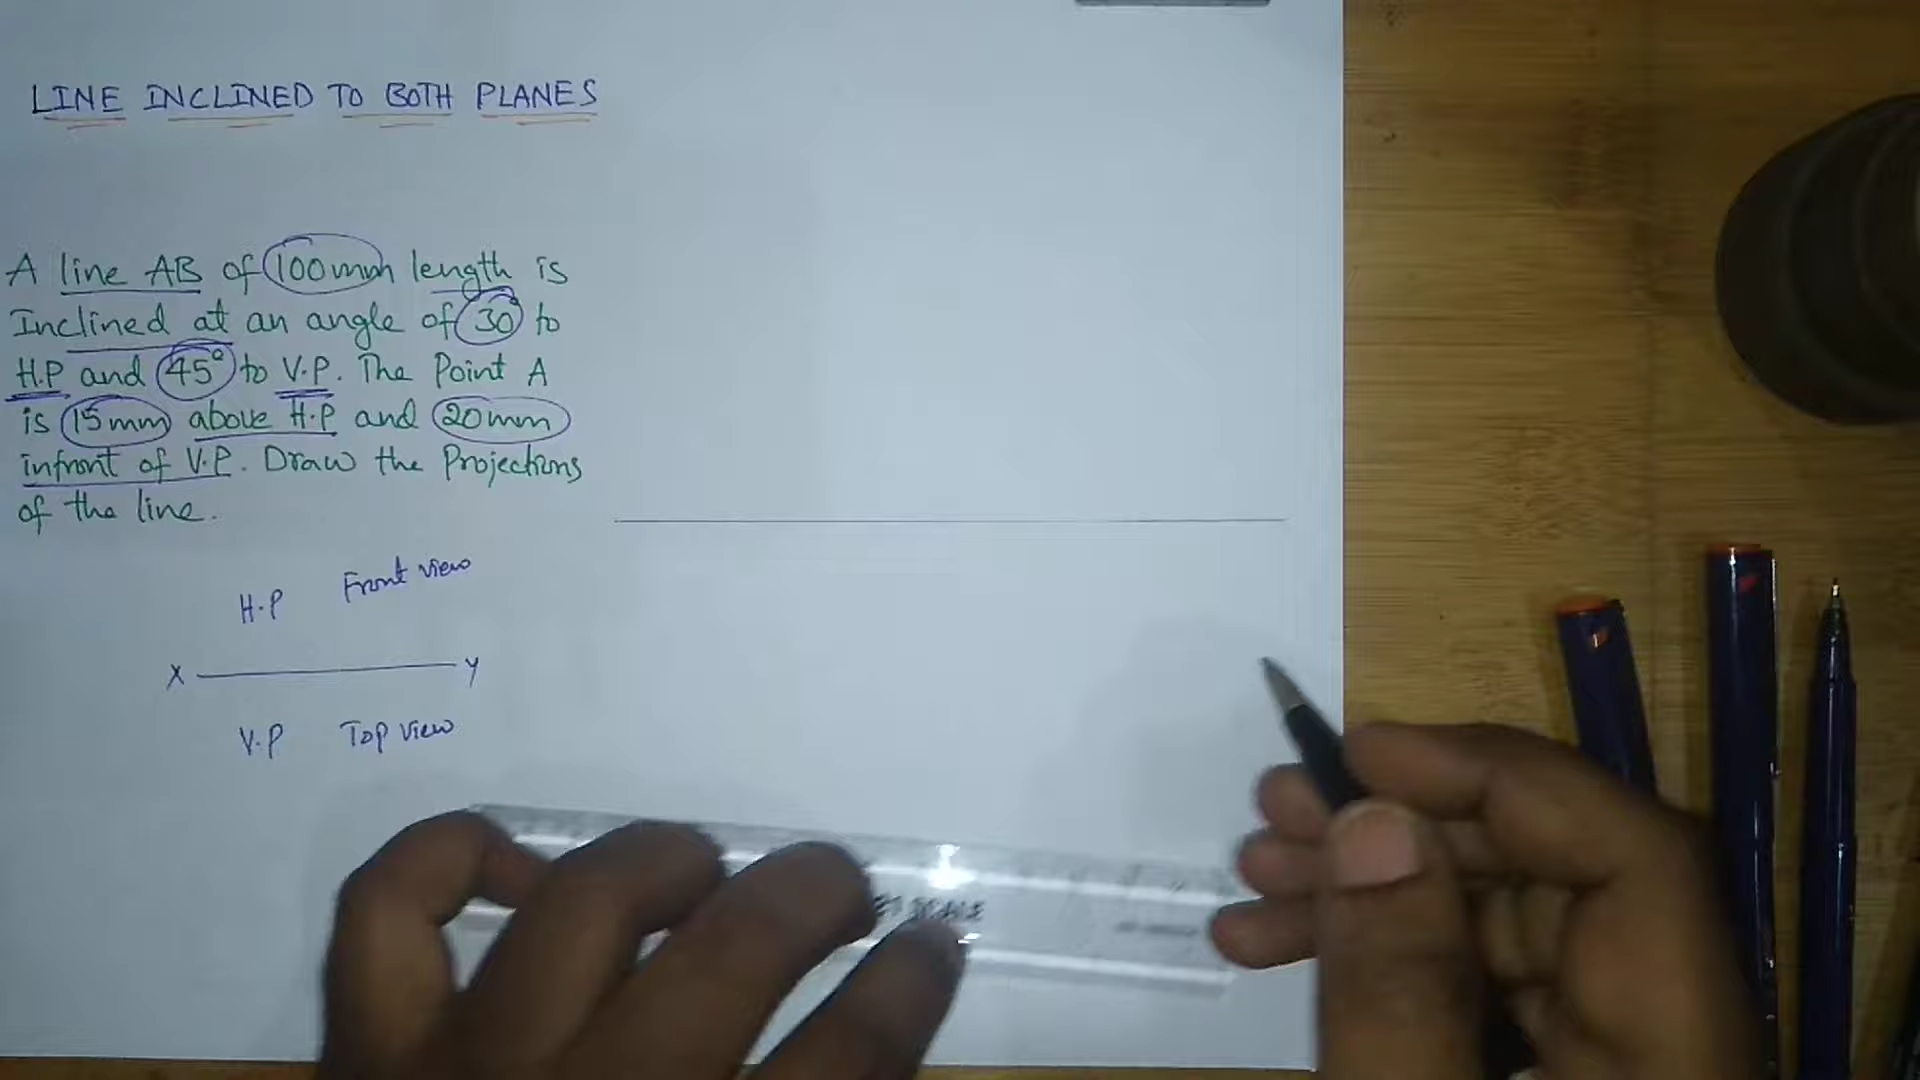 LINE INCLINED TO BOTH PLANES
A line AB of 100mm length is
Inclined at an angle of 30° to
H.P and 45° to V.P. The Point A
is 15mm above H.P and 20mm
infront of V.P. Draw the Projections
of the line.
H.P Front view
X Y
V.P Top view
SCALE